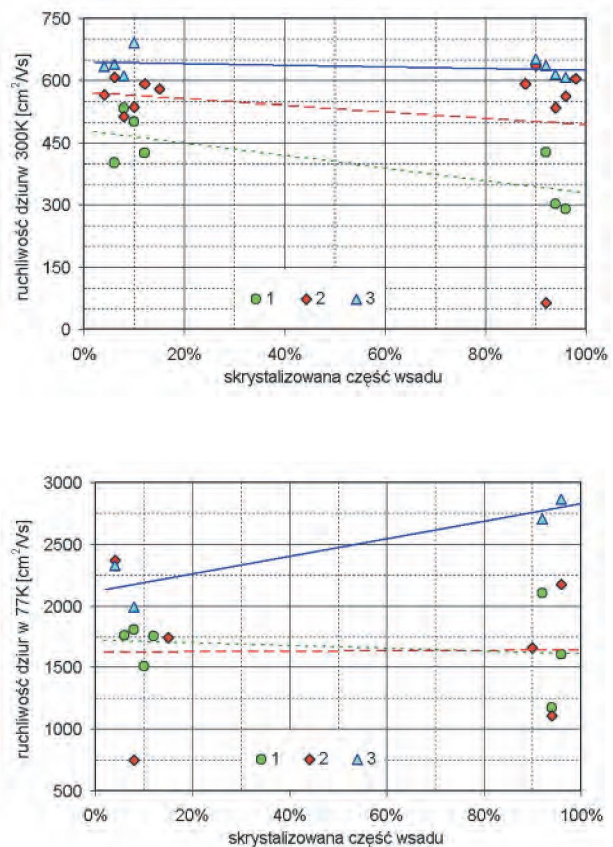 750
600
450
300
150
0
ruchliwość dziurw 300K [cm²/Vs]
1 2 3
0% 20% 40% 60% 80% 100%
skrystalizowana część wsadu
3000
2500
2000
1500
1000
500
ruchliwość dziur w 77K [cm²/Vs]
1 2 3
0% 20% 40% 60% 80% 100%
skrystalizowana część wsadu